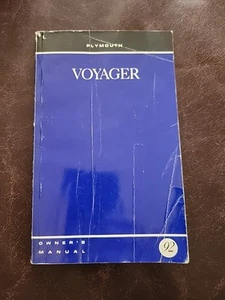 PLYMOUTH
VOYAGER
OWNER'S
MANUAL
92